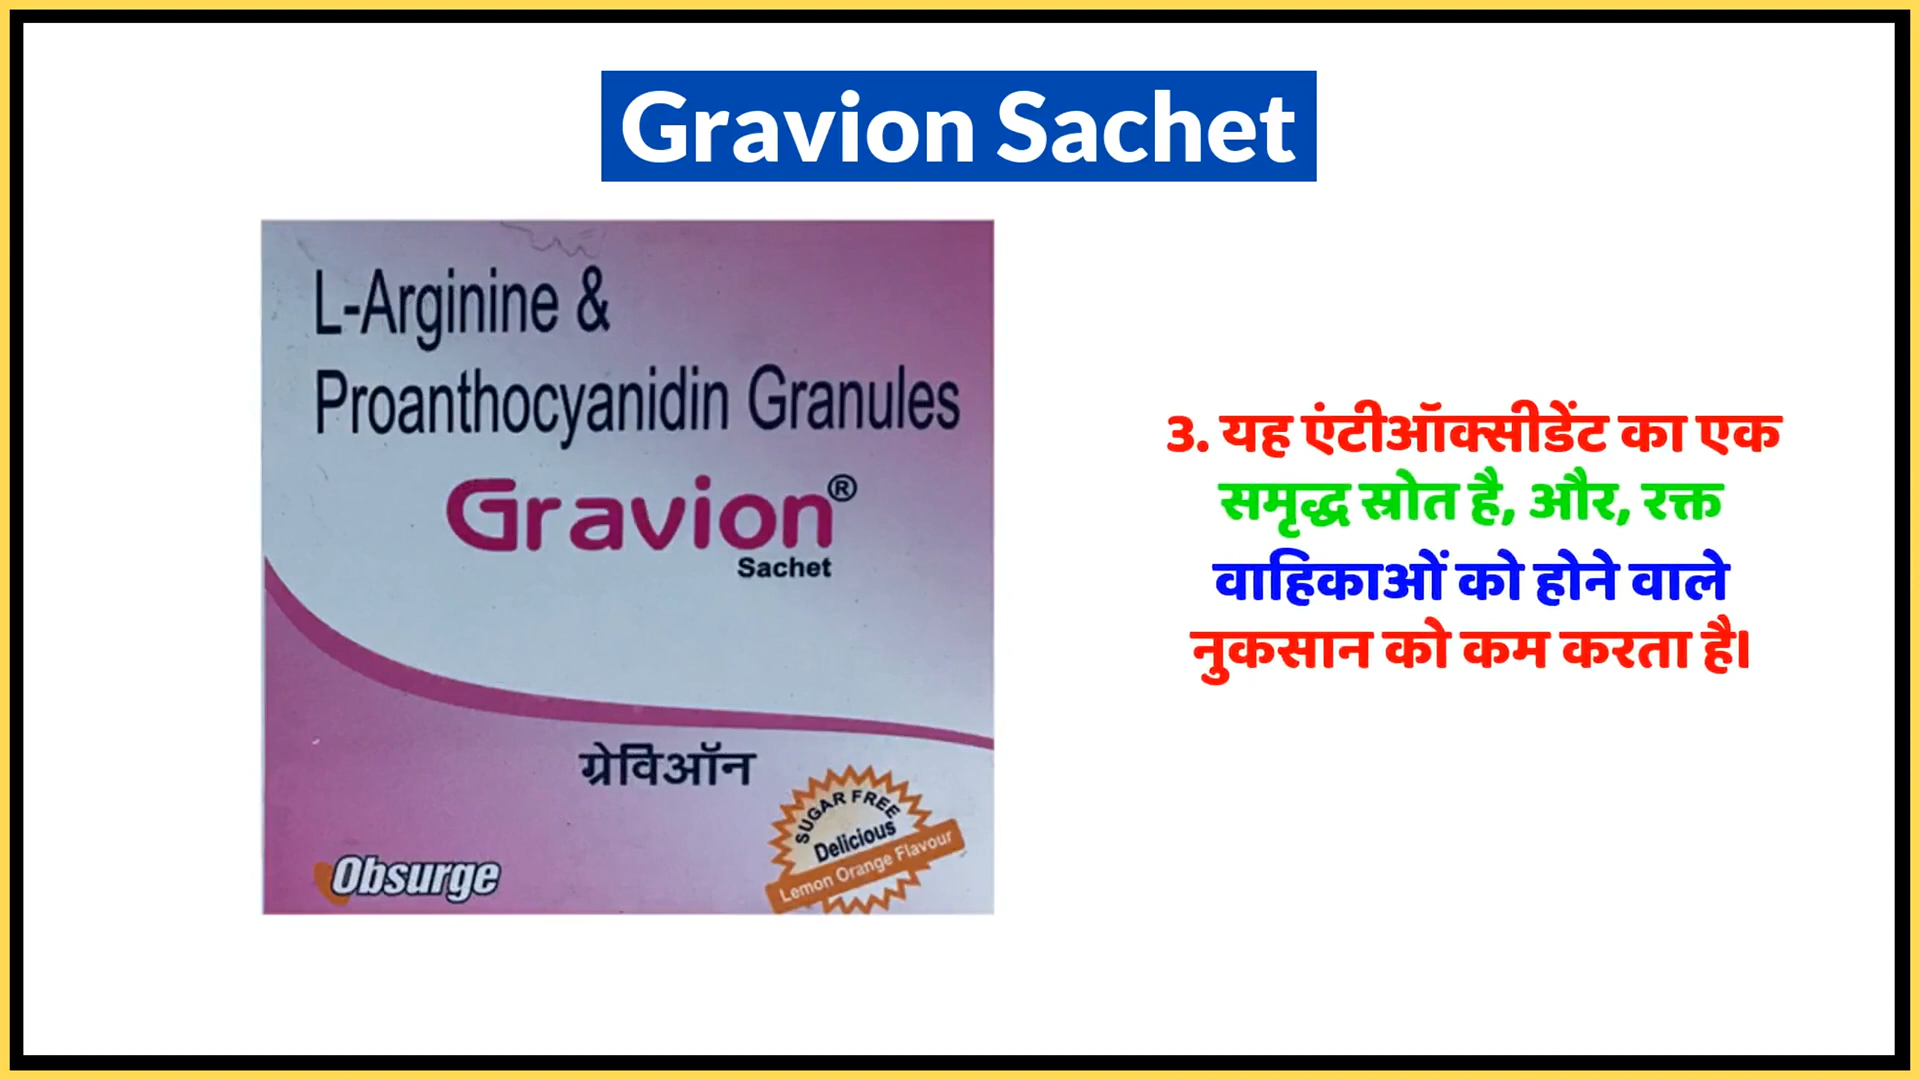 Gravion Sachet
L-Arginine &
Proanthocyanidin Granules
Gravion®
Sachet
ग्रेविऑन
SUGAR FREE
Delicious
Lemon Orange Flavour
Obsurge
3. यह एंटीऑक्सीडेंट का एक
समृद्ध स्रोत है, और, रक्त
वाहिकाओं को होने वाले
नुकसान को कम करता है।